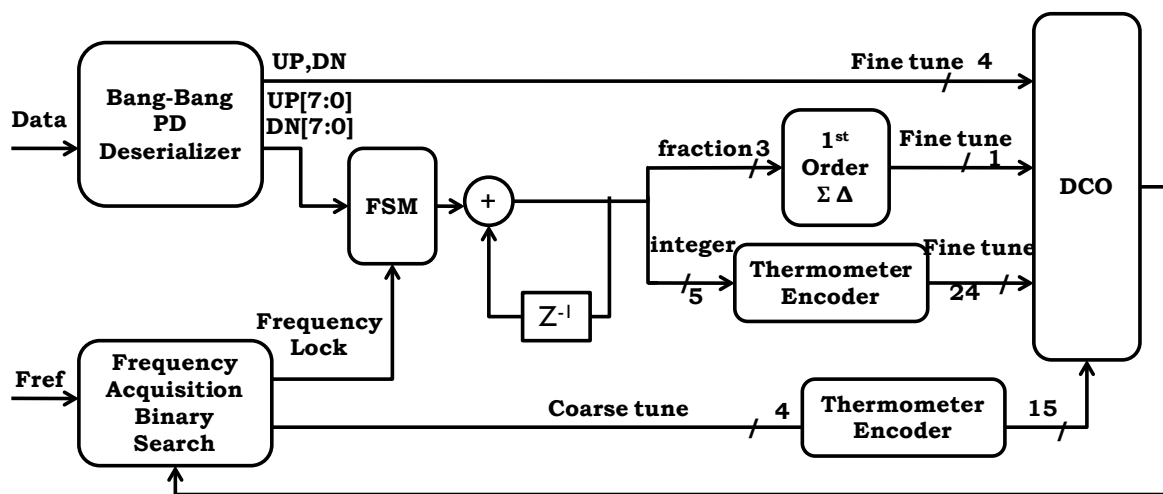 UP,DN
UP[7:0]
DN[7:0]
Data
Bang-Bang
PD
Deserializer
Fine tune 4
fraction 3
1st
Order
Σ Δ
Fine tune
1
DCO
FSM
+
integer
5
Thermometer
Encoder
Fine tune
24
Z-1
Frequency
Lock
Fref
Frequency
Acquisition
Binary
Search
Coarse tune
4
Thermometer
Encoder
15